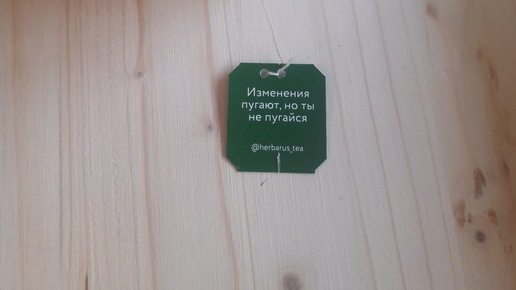 Изменения
пугают, но ты
не пугайся
@herbarus_tea